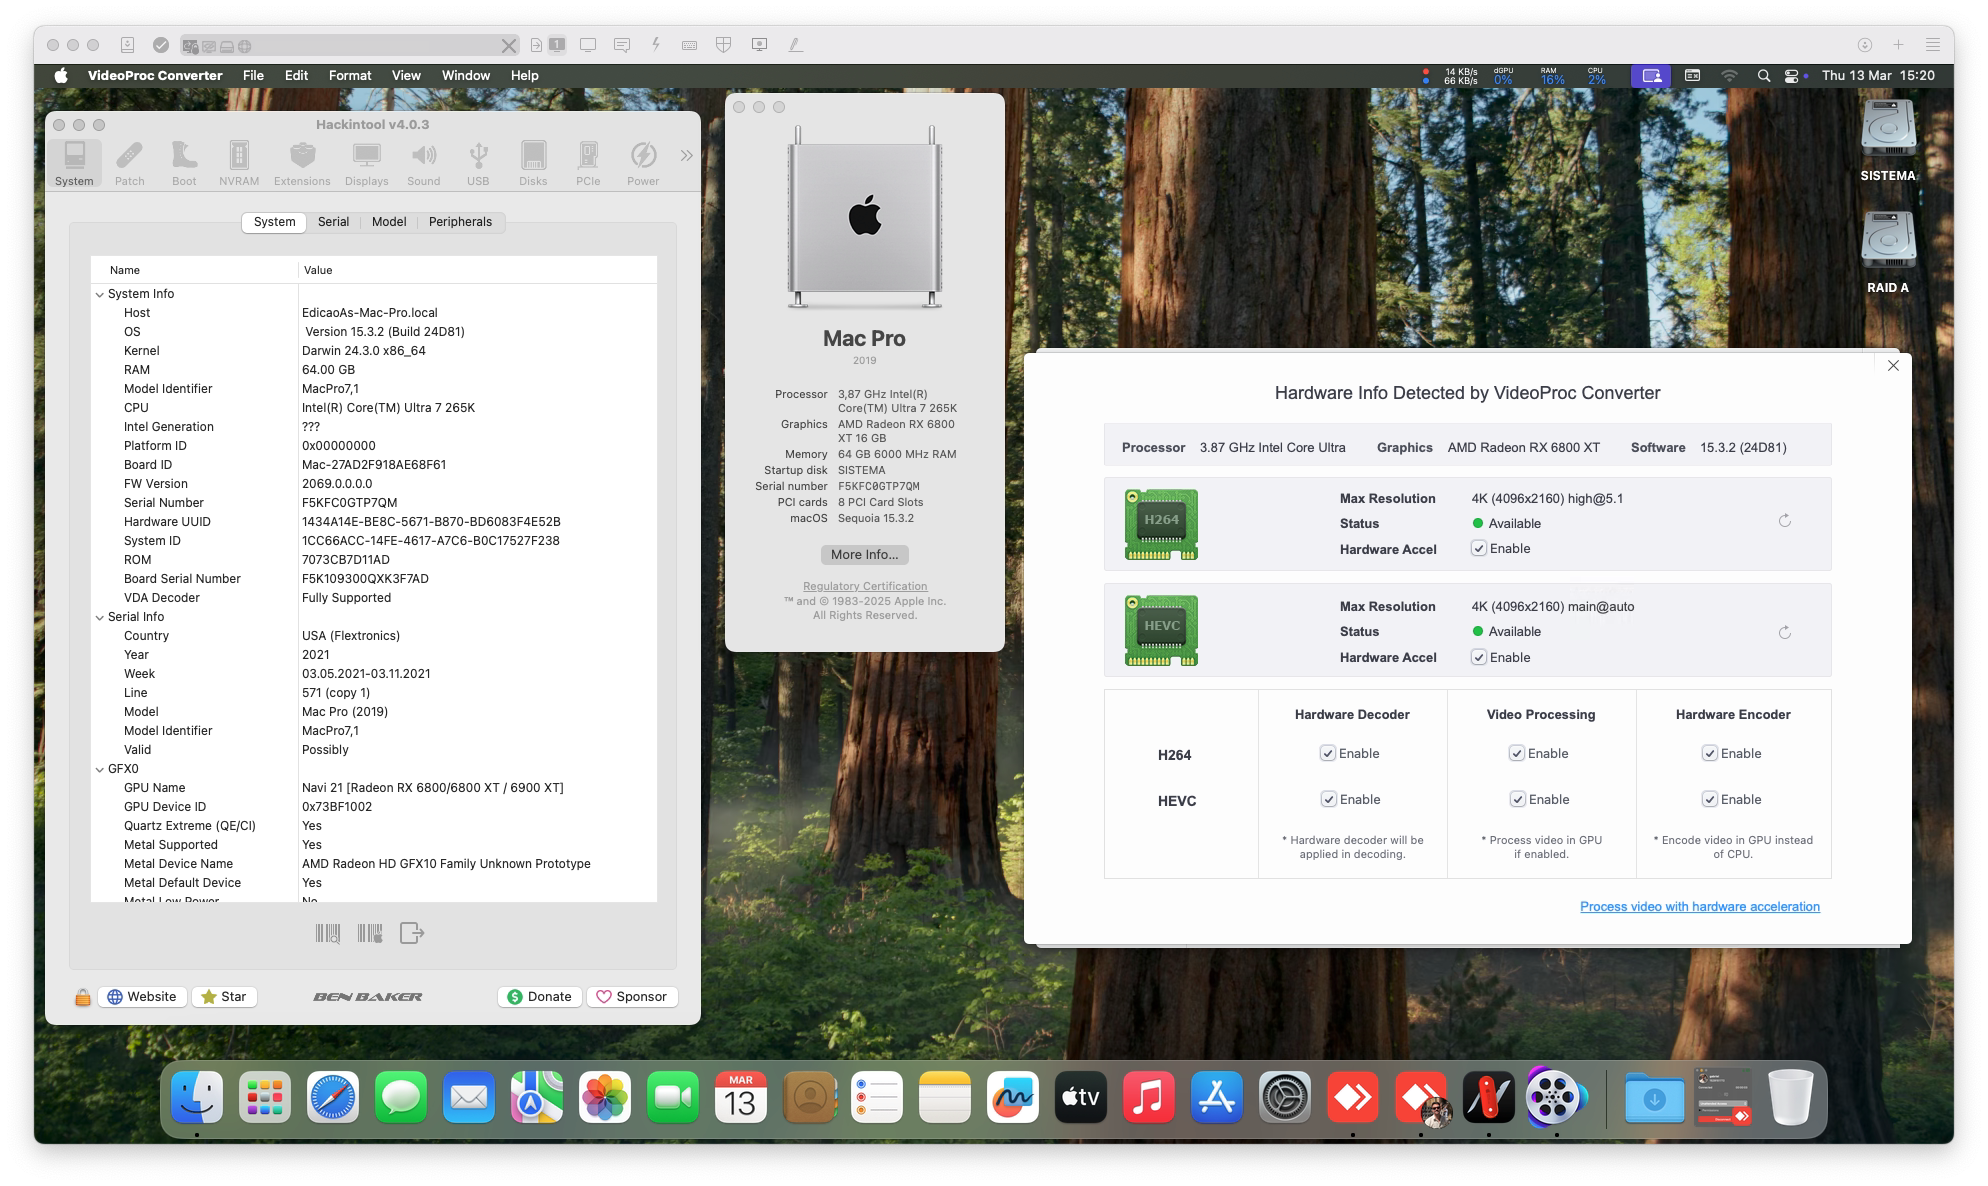 1
VideoProc Converter File Edit Format View Window Help
14 KB/s
66 KB/s
dGPU
0%
RAM
16%
CPU
2%
Thu 13 Mar 15:20
Hackintool v4.0.3
System Patch Boot NVRAM Extensions Displays Sound USB Disks PCIe Power
System Serial Model Peripherals
Name Value
System Info
Host EdicaoAs-Mac-Pro.local
OS Version 15.3.2 (Build 24D81)
Kernel Darwin 24.3.0 x86_64
RAM 64.00 GB
Model Identifier MacPro7,1
CPU Intel(R) Core(TM) Ultra 7 265K
Intel Generation ???
Platform ID 0x00000000
Board ID Mac-27AD2F918AE68F61
FW Version 2069.0.0.0.0
Serial Number F5KFC0GTP7QM
Hardware UUID 1434A14E-BE8C-5671-B870-BD6083F4E52B
System ID 1CC66ACC-14FE-4617-A7C6-B0C17527F238
ROM 7073CB7D11AD
Board Serial Number F5K109300QXK3F7AD
VDA Decoder Fully Supported
Serial Info
Country USA (Flextronics)
Year 2021
Week 03.05.2021-03.11.2021
Line 571 (copy 1)
Model Mac Pro (2019)
Model Identifier MacPro7,1
Valid Possibly
GFX0
GPU Name Navi 21 [Radeon RX 6800/6800 XT / 6900 XT]
GPU Device ID 0x73BF1002
Quartz Extreme (QE/CI) Yes
Metal Supported Yes
Metal Device Name AMD Radeon HD GFX10 Family Unknown Prototype
Metal Default Device Yes
Metal Low Power No
Website Star BEN BAKER Donate Sponsor
Mac Pro
2019
Processor 3,87 GHz Intel(R)
Core(TM) Ultra 7 265K
Graphics AMD Radeon RX 6800
XT 16 GB
Memory 64 GB 6000 MHz RAM
Startup disk SISTEMA
Serial number F5KFC0GTP7QM
PCI cards 8 PCI Card Slots
macOS Sequoia 15.3.2
More Info...
Regulatory Certification
™ and © 1983-2025 Apple Inc.
All Rights Reserved.
SISTEMA
RAID A
Hardware Info Detected by VideoProc Converter
Processor 3.87 GHz Intel Core Ultra Graphics AMD Radeon RX 6800 XT Software 15.3.2 (24D81)
H264
Max Resolution 4K (4096x2160) high@5.1
Status Available
Hardware Accel Enable
HEVC
Max Resolution 4K (4096x2160) main@auto
Status Available
Hardware Accel Enable
Hardware Decoder Video Processing Hardware Encoder
H264 Enable Enable Enable
HEVC Enable Enable Enable
* Hardware decoder will be
applied in decoding.
* Process video in GPU
if enabled.
* Encode video in GPU instead
of CPU.
Process video with hardware acceleration
MAR
13
tv